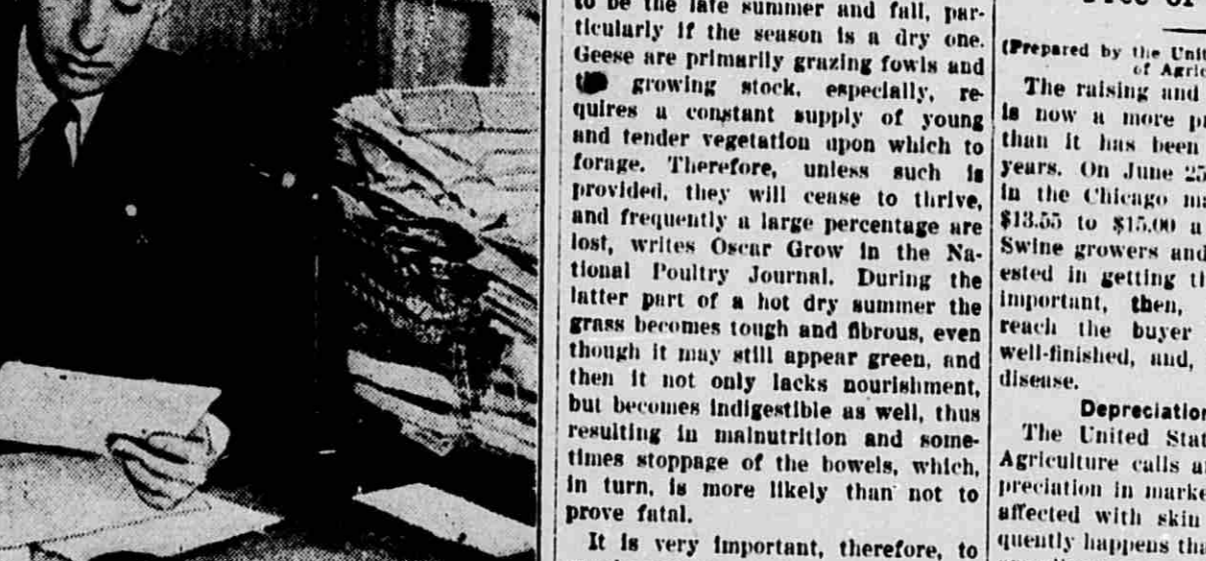 to be the late summer and fall, par-
ticularly if the season is a dry one.
Geese are primarily grazing fowls and
growing stock, especially, re-
quires a constant supply of young
and tender vegetation upon which to
forage. Therefore, unless such is
provided, they will cease to thrive,
and frequently a large percentage are
lost, writes Oscar Grow in the Na-
tional Poultry Journal. During the
latter part of a hot dry summer the
grass becomes tough and fibrous, even
though it may still appear green, and
then it not only lacks nourishment,
but becomes indigestible as well, thus
resulting in malnutrition and some-
times stoppage of the bowels, which,
in turn, is more likely than not to
prove fatal.
It is very important, therefore, to
(Prepared by the Unit
of Agric
The raising and
is now a more p
than it has been
years. On June 25
in the Chicago ma
$13.55 to $15.00 a
Swine growers and
ested in getting th
important, then,
reach the buyer
well-finished, and,
disease.
Depreciation
The United Stat
Agriculture calls a
preciation in marke
affected with skin
quently happens tha